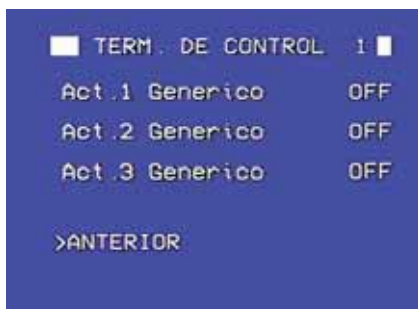 TERM. DE CONTROL 1
Act.1 Generico OFF
Act.2 Generico OFF
Act.3 Generico OFF
>ANTERIOR